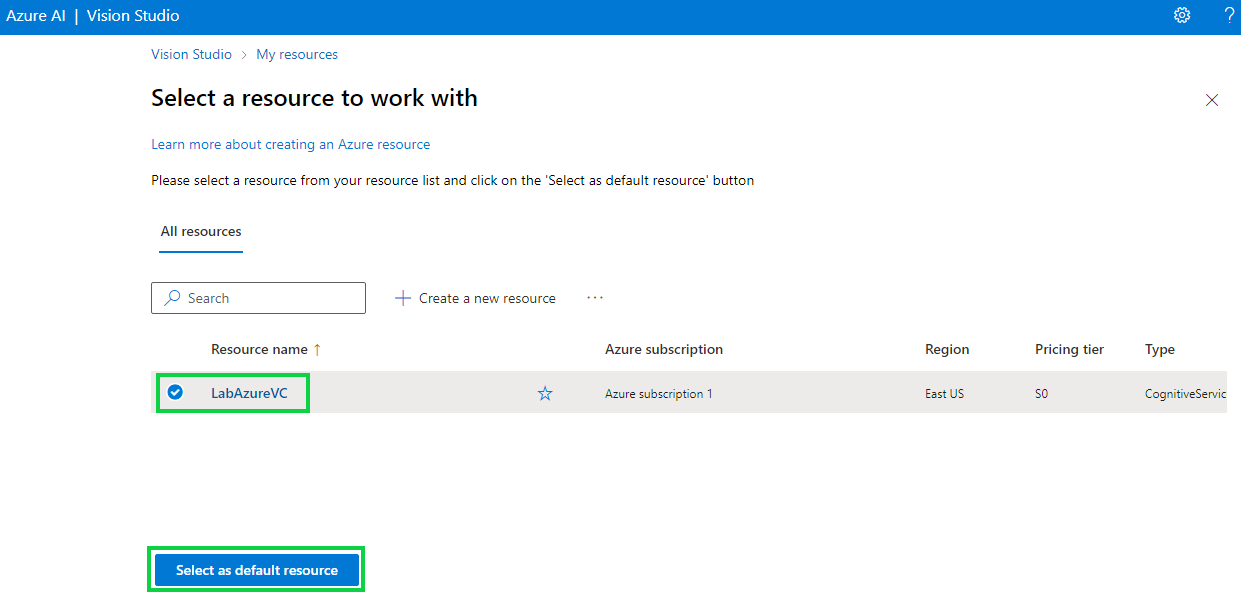 Azure AI | Vision Studio ?
Vision Studio > My resources
Select a resource to work with
Learn more about creating an Azure resource
Please select a resource from your resource list and click on the 'Select as default resource' button
All resources
Search + Create a new resource ...
Resource name ↑ Azure subscription Region Pricing tier Type
LabAzureVC Azure subscription 1 East US S0 CognitiveServic
Select as default resource